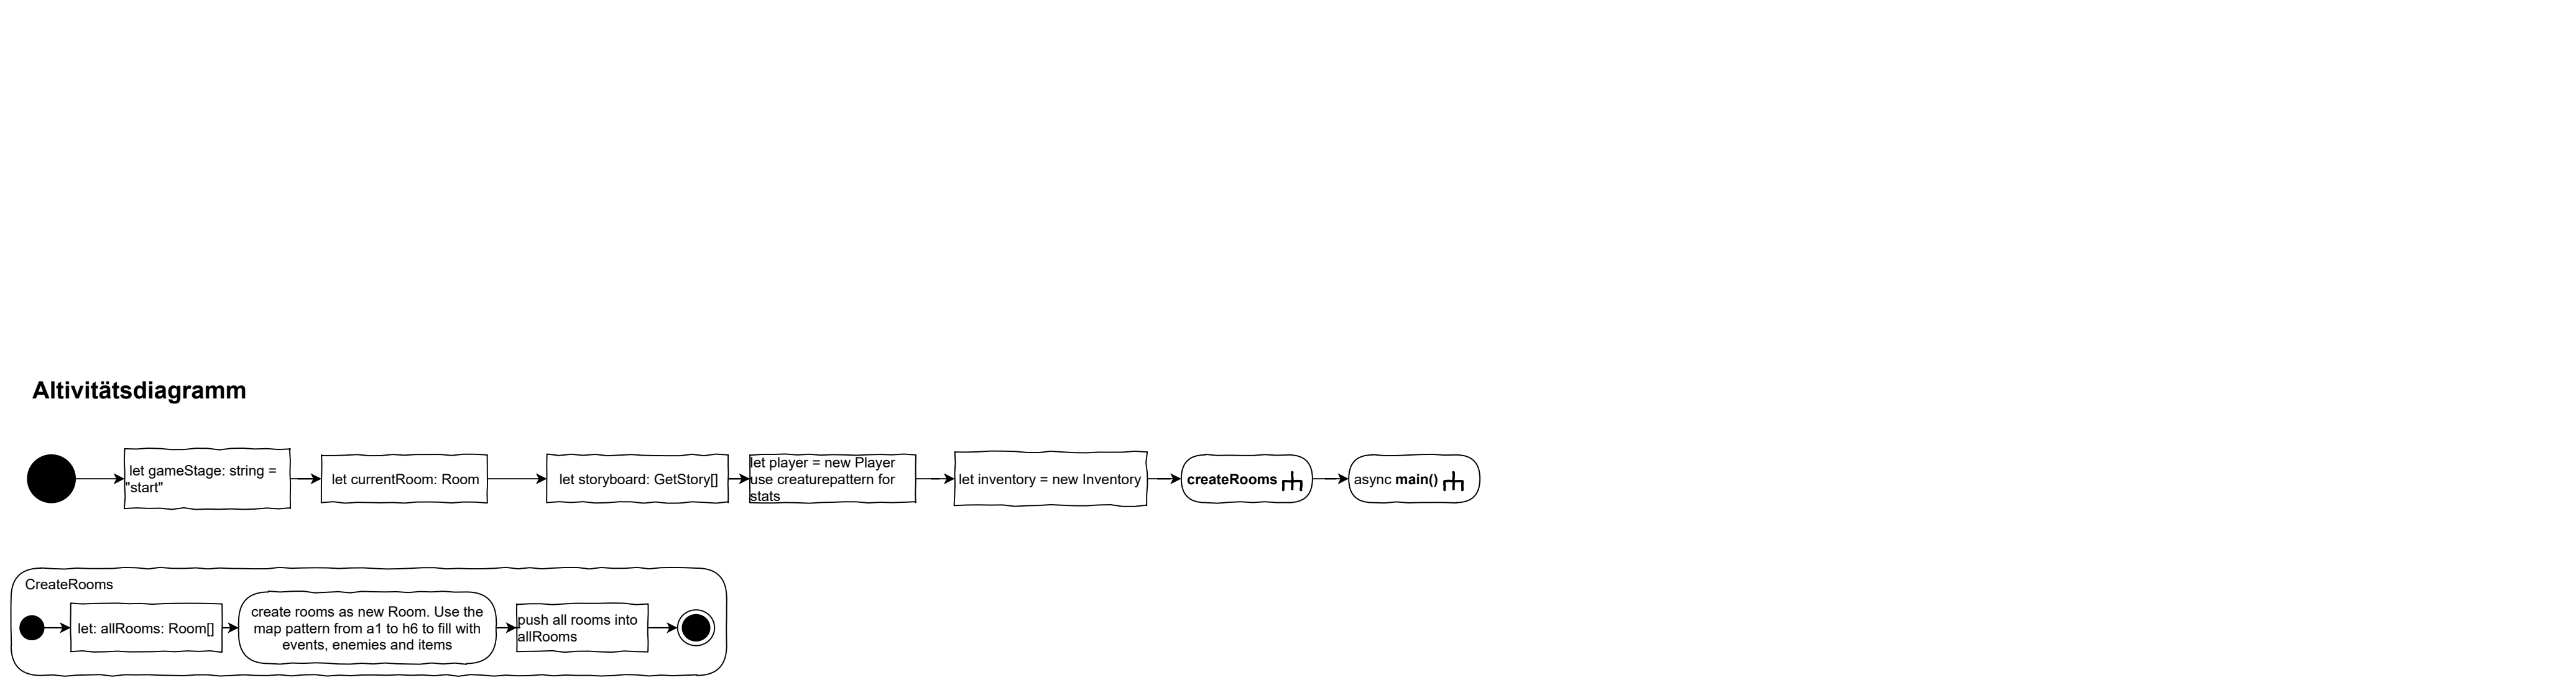 Altivitätsdiagramm
let gameStage: string =
"start"
let currentRoom: Room
let storyboard: GetStory[]
let player = new Player
use creaturepattern for
stats
let inventory = new Inventory
createRooms
async main()
CreateRooms
let: allRooms: Room[]
create rooms as new Room. Use the
map pattern from a1 to h6 to fill with
events, enemies and items
push all rooms into
allRooms